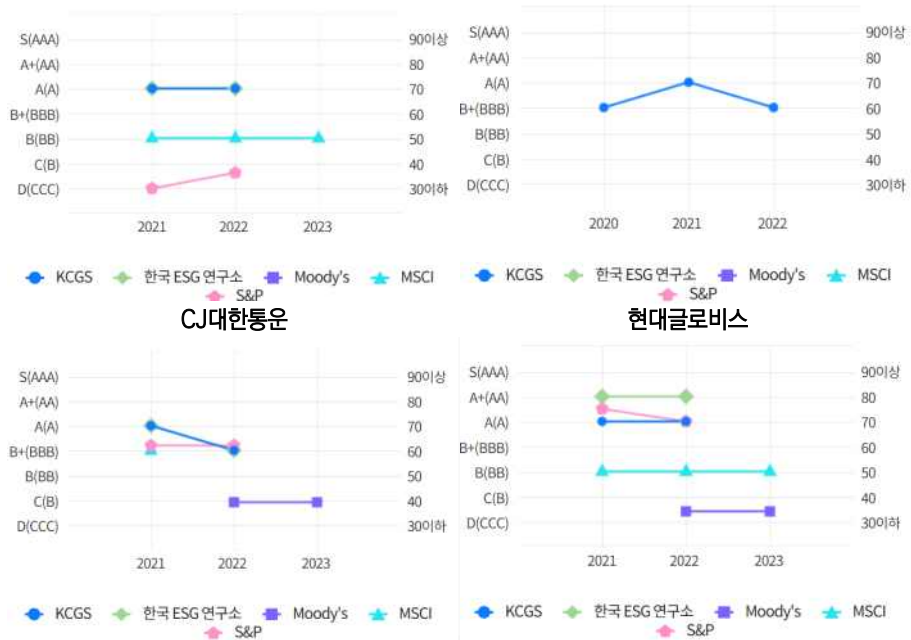 S(AAA)
A+(AA)
A(A)
B+(BBB)
B(BB)
C(B)
D(CCC)
90이상
80
70
60
50
40
30이하
2021
2022
2023
KCGS
한국 ESG 연구소
Moody's
MSCI
S&P
CJ대한통운
S(AAA)
A+(AA)
A(A)
B+(BBB)
B(BB)
C(B)
D(CCC)
90이상
80
70
60
50
40
30이하
2020
2021
2022
KCGS
한국 ESG 연구소
Moody's
MSCI
S&P
현대글로비스
S(AAA)
A+(AA)
A(A)
B+(BBB)
B(BB)
C(B)
D(CCC)
90이상
80
70
60
50
40
30이하
2021
2022
2023
KCGS
한국 ESG 연구소
Moody's
MSCI
S&P
S(AAA)
A+(AA)
A(A)
B+(BBB)
B(BB)
C(B)
D(CCC)
90이상
80
70
60
50
40
30이하
2021
2022
2023
KCGS
한국 ESG 연구소
Moody's
MSCI
S&P